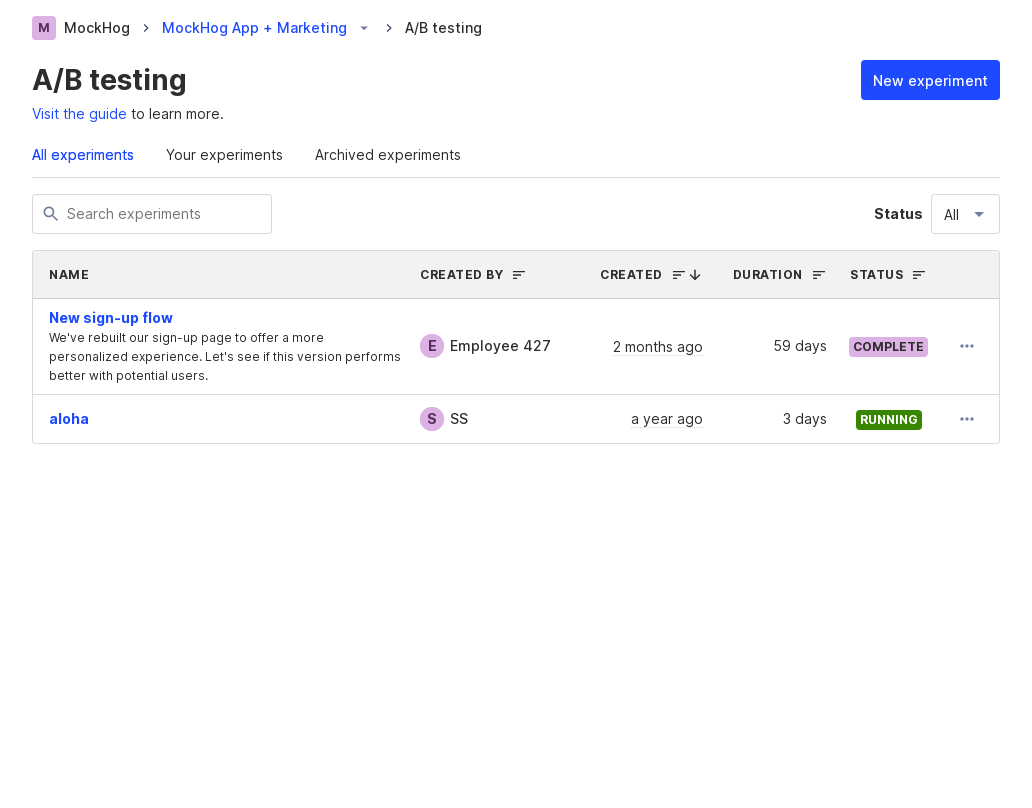 M MockHog MockHog App + Marketing A/B testing
A/B testing
New experiment
Visit the guide to learn more.
All experiments Your experiments Archived experiments
Search experiments Status All
NAME CREATED BY CREATED DURATION STATUS
New sign-up flow
We've rebuilt our sign-up page to offer a more
personalized experience. Let's see if this version performs
better with potential users.
E Employee 427 2 months ago 59 days COMPLETE
aloha S SS a year ago 3 days RUNNING